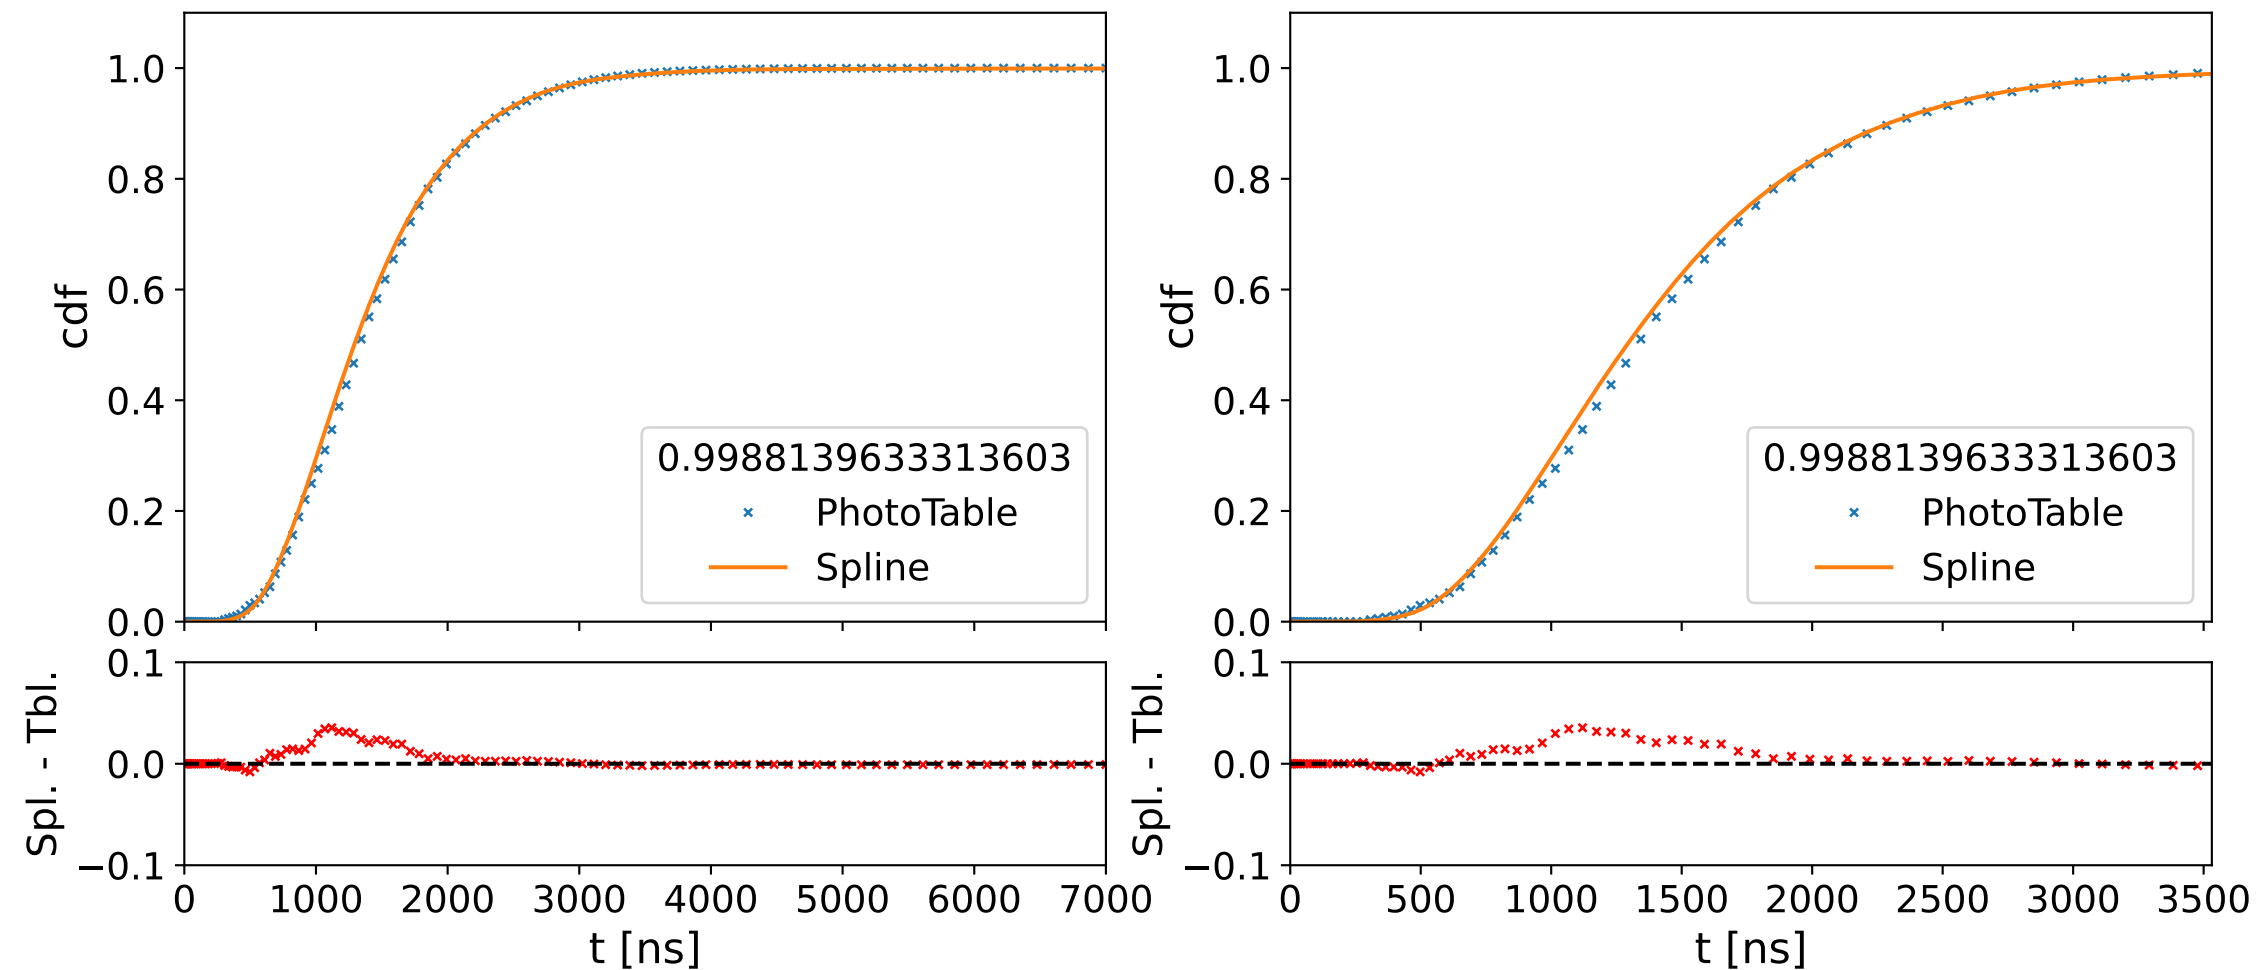 1.0
0.8
0.6
0.4
0.2
0.0
cdf
0.9988139633313603
PhotoTable
Spline
0.1
0.0
−0.1
Spl. - Tbl.
0 1000 2000 3000 4000 5000 6000 7000
t [ns]
1.0
0.8
0.6
0.4
0.2
0.0
cdf
0.9988139633313603
PhotoTable
Spline
0.1
0.0
−0.1
Spl. - Tbl.
0 500 1000 1500 2000 2500 3000 3500
t [ns]